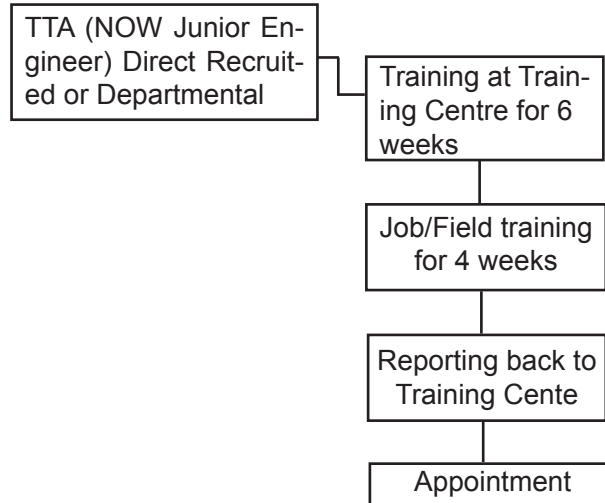 TTA (NOW Junior En-
gineer) Direct Recruit-
ed or Departmental
Training at Train-
ing Centre for 6
weeks
Job/Field training
for 4 weeks
Reporting back to
Training Cente
Appointment